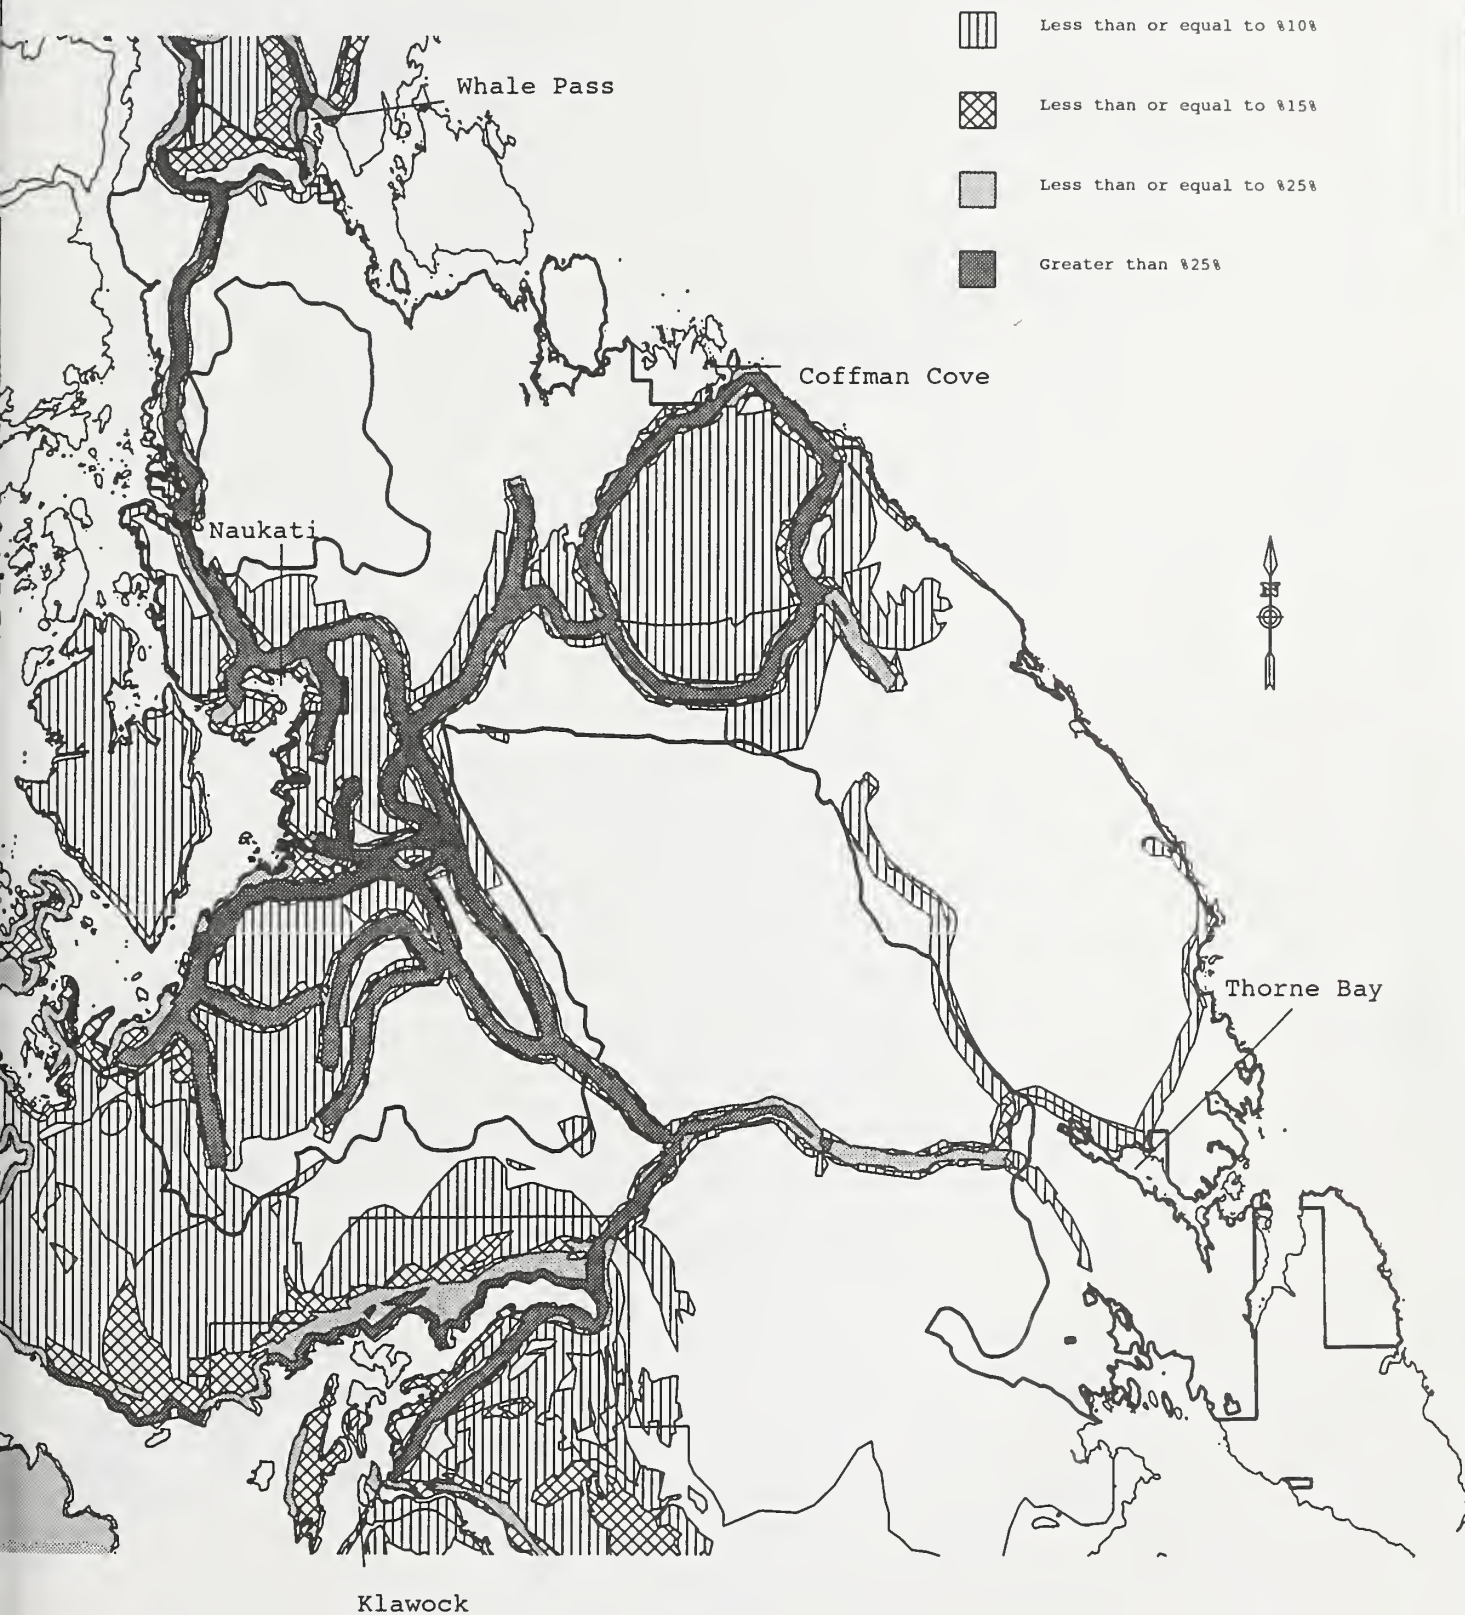 Less than or equal to %10%
Whale Pass
Less than or equal to %15%
Less than or equal to %25%
Greater than %25%
Coffman Cove
Naukati
Thorne Bay
Klawock